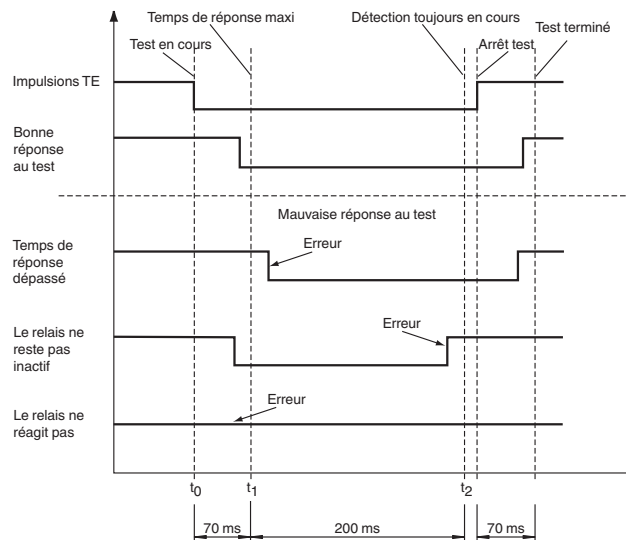 Temps de réponse maxi
Détection toujours en cours
Test terminé
Test en cours
Arrêt test
Impulsions TE
Bonne
réponse
au test
Mauvaise réponse au test
Temps de
réponse
dépassé
Erreur
Le relais ne
reste pas
inactif
Erreur
Le relais ne
réagit pas
Erreur
t0
t1
t2
70 ms
200 ms
70 ms